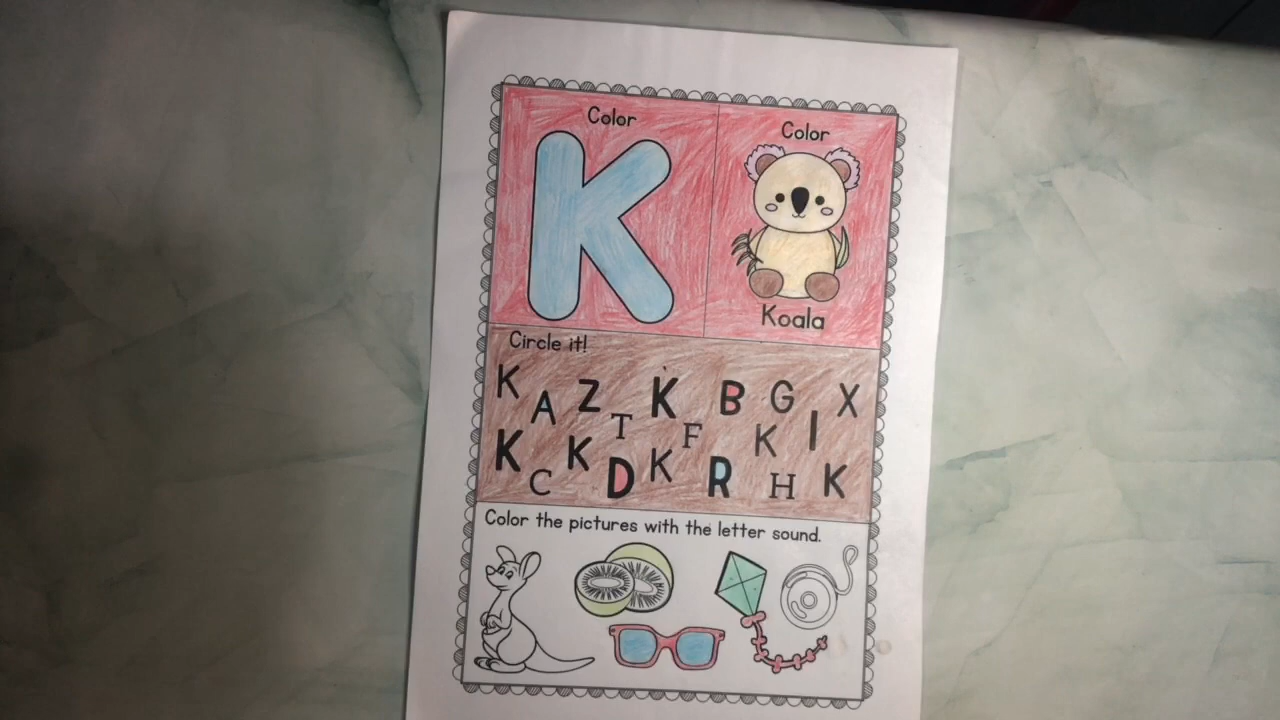 Color
K
Color
Koala
Circle it!
K A Z T K F B G X
K C K D K R K H I K
Color the pictures with the letter sound.